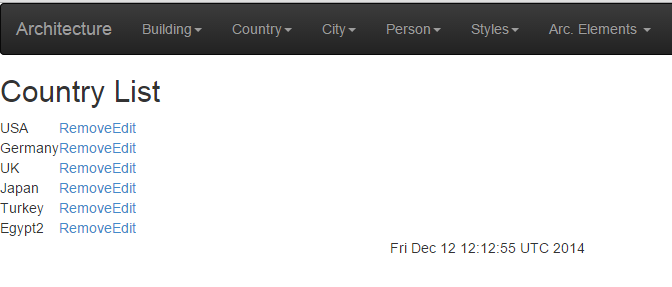 Architecture Building Country City Person Styles Arc. Elements
Country List
USA RemoveEdit
Germany RemoveEdit
UK RemoveEdit
Japan RemoveEdit
Turkey RemoveEdit
Egypt2 RemoveEdit
Fri Dec 12 12:12:55 UTC 2014